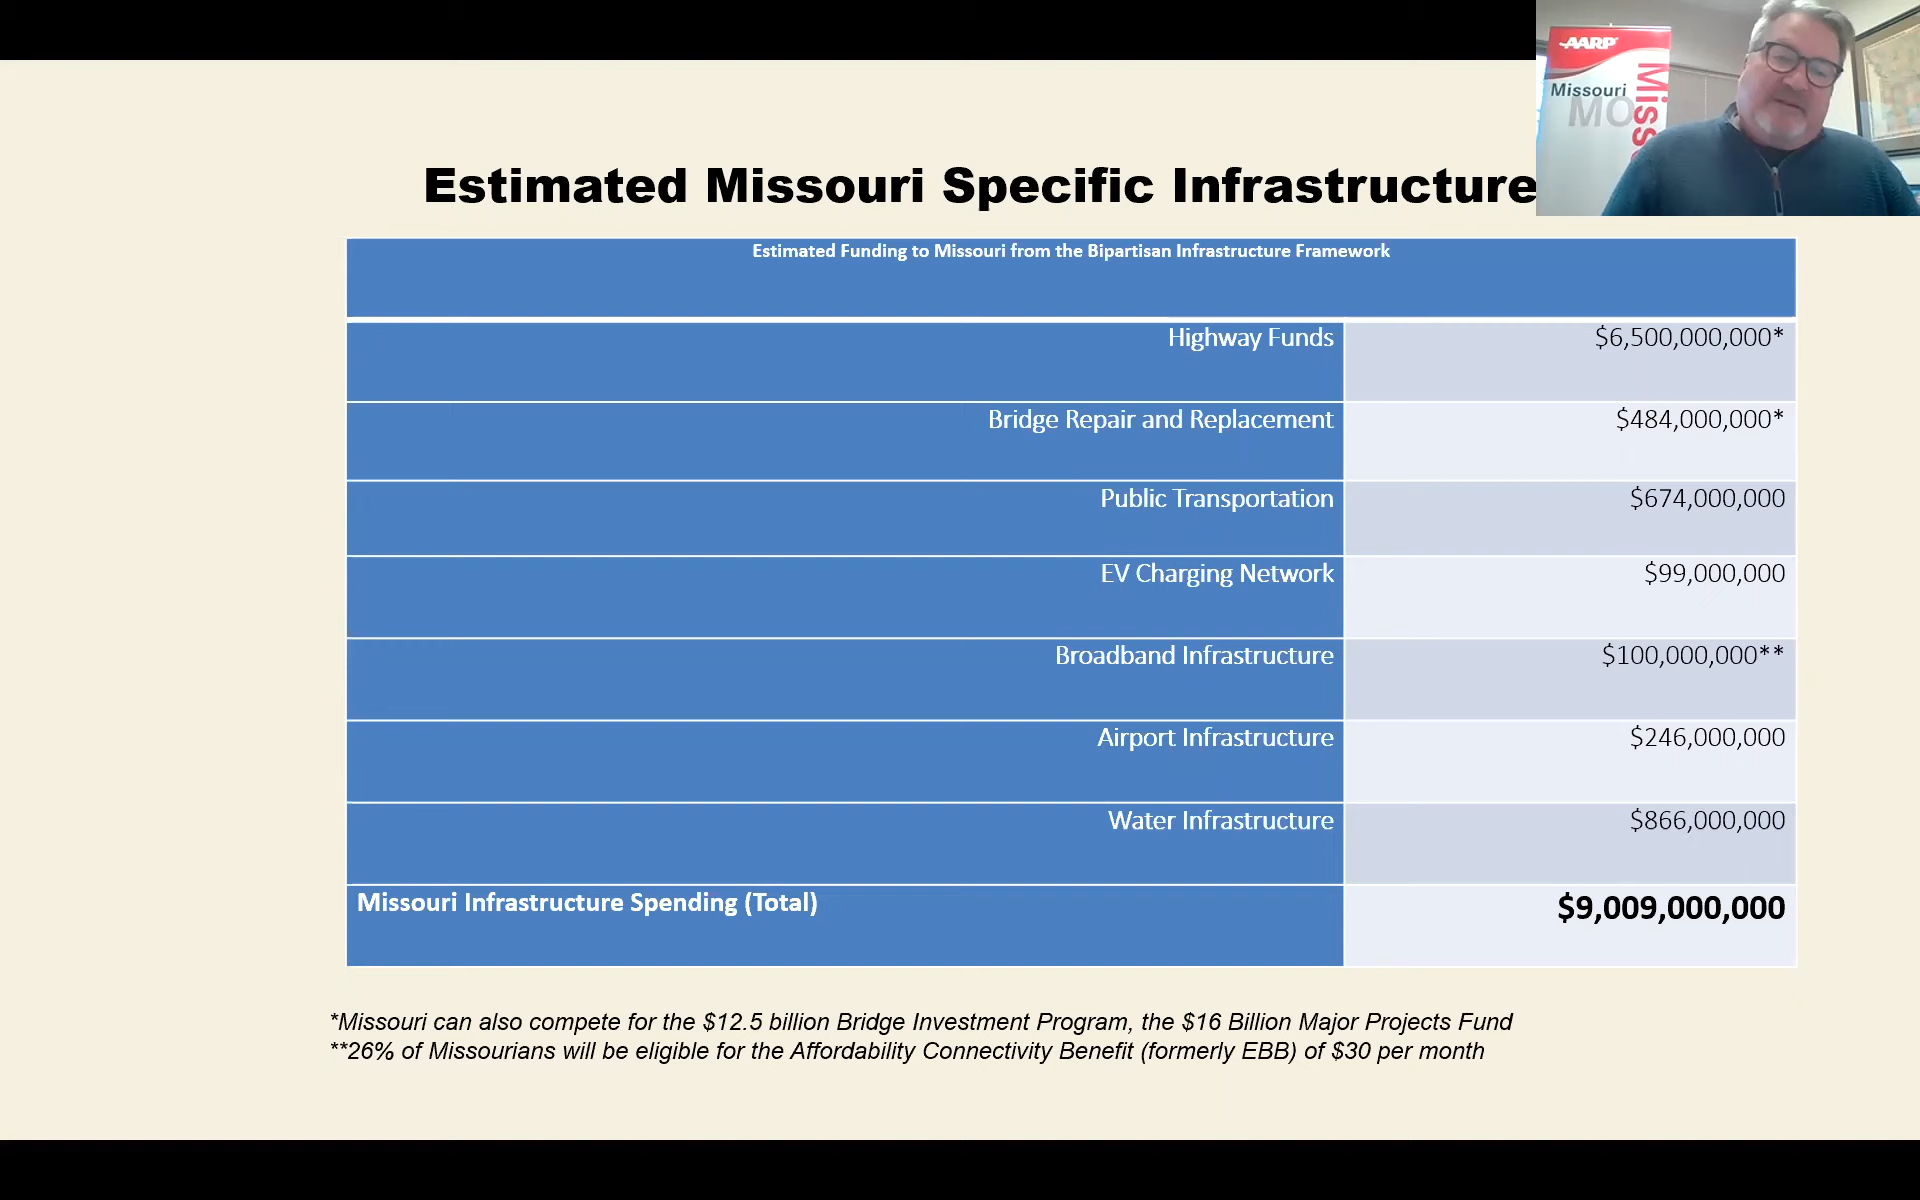 AARP
Missouri
MO
Estimated Missouri Specific Infrastructure
Estimated Funding to Missouri from the Bipartisan Infrastructure Framework
Highway Funds $6,500,000,000*
Bridge Repair and Replacement $484,000,000*
Public Transportation $674,000,000
EV Charging Network $99,000,000
Broadband Infrastructure $100,000,000**
Airport Infrastructure $246,000,000
Water Infrastructure $866,000,000
Missouri Infrastructure Spending (Total) $9,009,000,000
*Missouri can also compete for the $12.5 billion Bridge Investment Program, the $16 Billion Major Projects Fund
**26% of Missourians will be eligible for the Affordability Connectivity Benefit (formerly EBB) of $30 per month